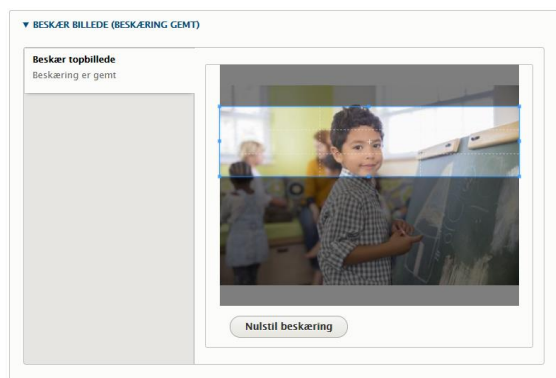 ▼ BESKÆR BILLEDE (BESKÆRING GEMT)
Beskær topbillede
Beskæring er gemt
Nulstil beskæring